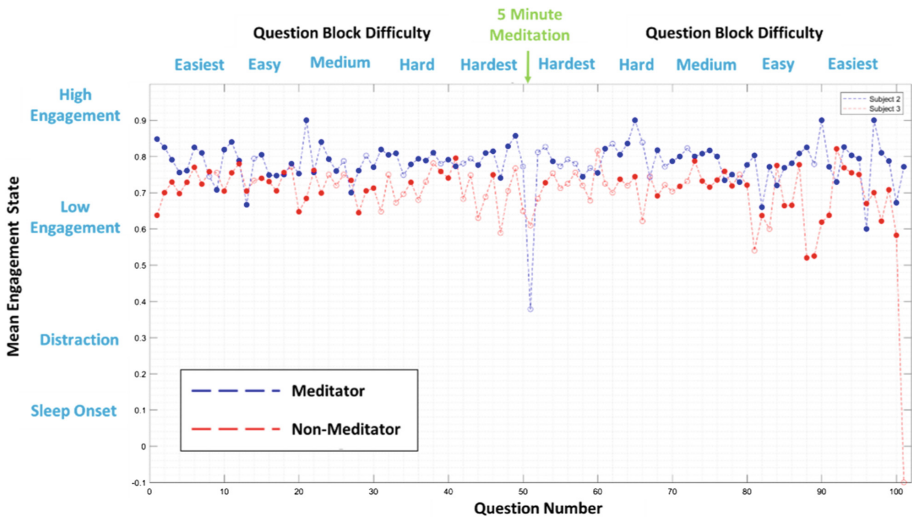 5 Minute
Meditation
Question Block Difficulty
Question Block Difficulty
Easiest Easy Medium Hard Hardest Hardest Hard Medium Easy Easiest
High
Engagement
Low
Engagement
Distraction
Sleep Onset
Mean Engagement State
0.9
0.8
0.7
0.6
0.5
0.4
0.3
0.2
0.1
0
-0.1
Subject 2
Subject 3
Meditator
Non-Meditator
0 10 20 30 40 50 60 70 80 90 100
Question Number